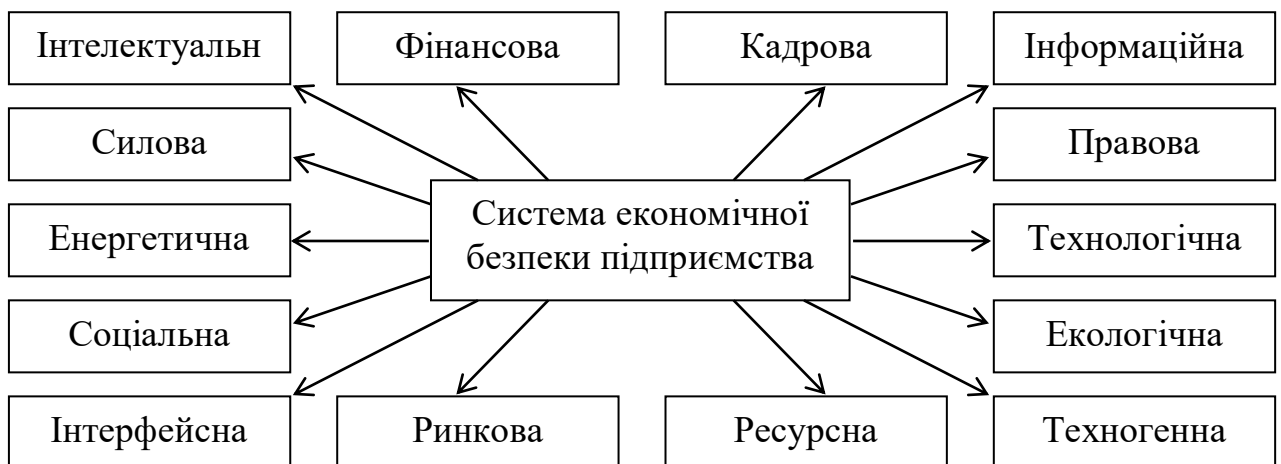 Інтелектуальн
Фінансова
Кадрова
Інформаційна
Силова
Правова
Система економічної
безпеки підприємства
Енергетична
Технологічна
Соціальна
Екологічна
Інтерфейсна
Ринкова
Ресурсна
Техногенна